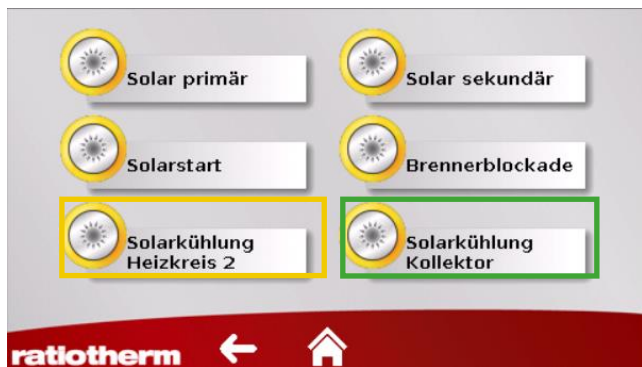 Solar primär
Solar sekundär
Solarstart
Brennerblockade
Solarkühlung
Heizkreis 2
Solarkühlung
Kollektor
ratiotherm